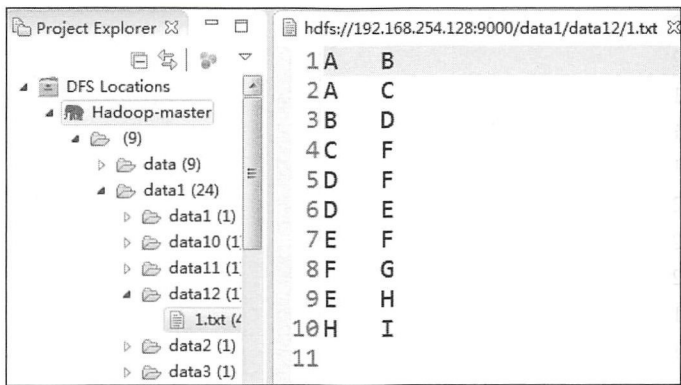 Project Explorer
DFS Locations
Hadoop-master
(9)
data (9)
data1 (24)
data1 (1)
data10 (1
data11 (1
data12 (1
1.txt (4
data2 (1)
data3 (1)
hdfs://192.168.254.128:9000/data1/data12/1.txt
1 A B
2 A C
3 B D
4 C F
5 D F
6 D E
7 E F
8 F G
9 E H
10 H I
11